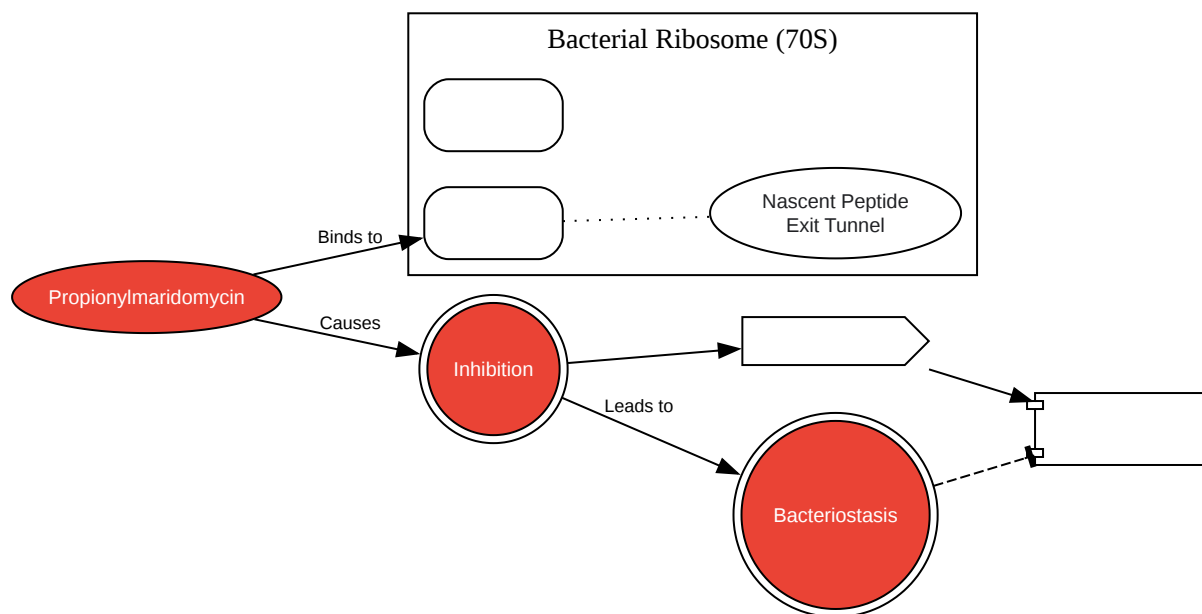 Bacterial Ribosome (70S)
Nascent Peptide
Exit Tunnel
Binds to
Propionylmaridomycin
Causes
Inhibition
Leads to
Bacteriostasis